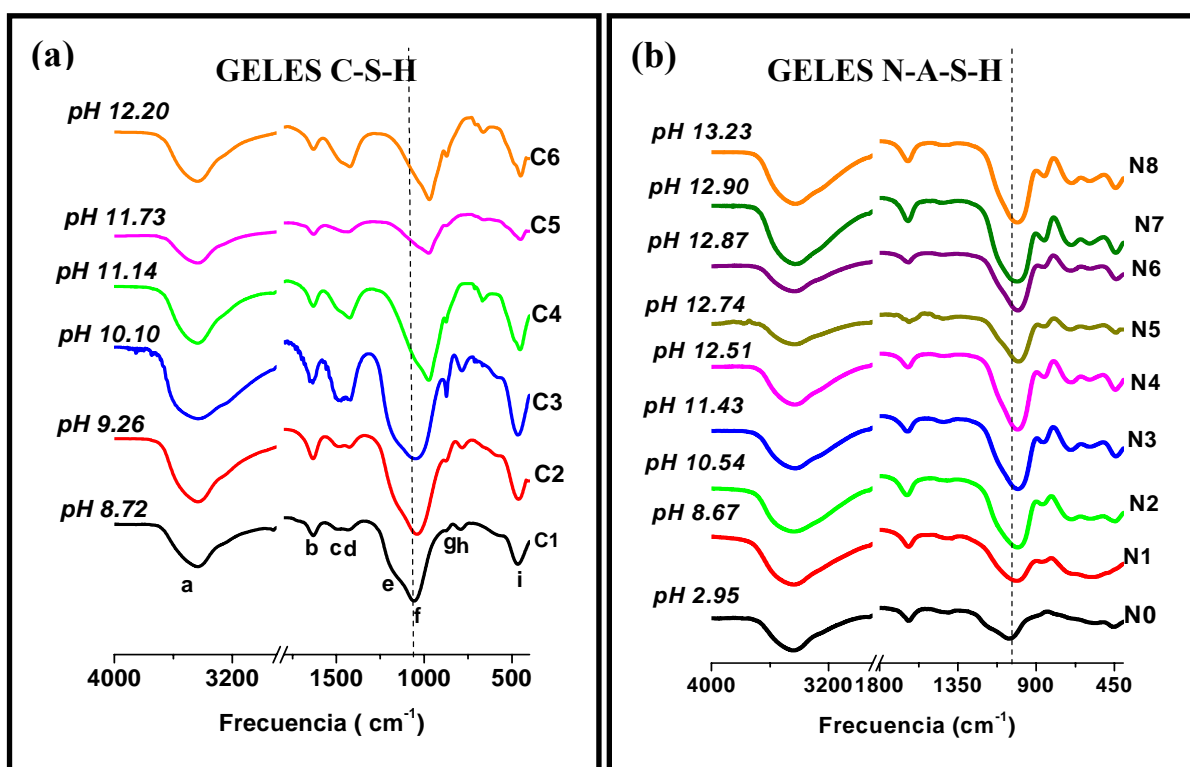 (a)
GELES C-S-H
pH 12.20
C6
pH 11.73
C5
pH 11.14
C4
pH 10.10
C3
pH 9.26
C2
pH 8.72
C1
a
b
c
d
e
f
g
h
i
4000
3200
1500
1000
500
Frecuencia ( cm⁻¹)
(b)
GELES N-A-S-H
pH 13.23
N8
pH 12.90
N7
pH 12.87
N6
pH 12.74
N5
pH 12.51
N4
pH 11.43
N3
pH 10.54
N2
pH 8.67
N1
pH 2.95
N0
4000
3200
1800
1350
900
450
Frecuencia (cm⁻¹)